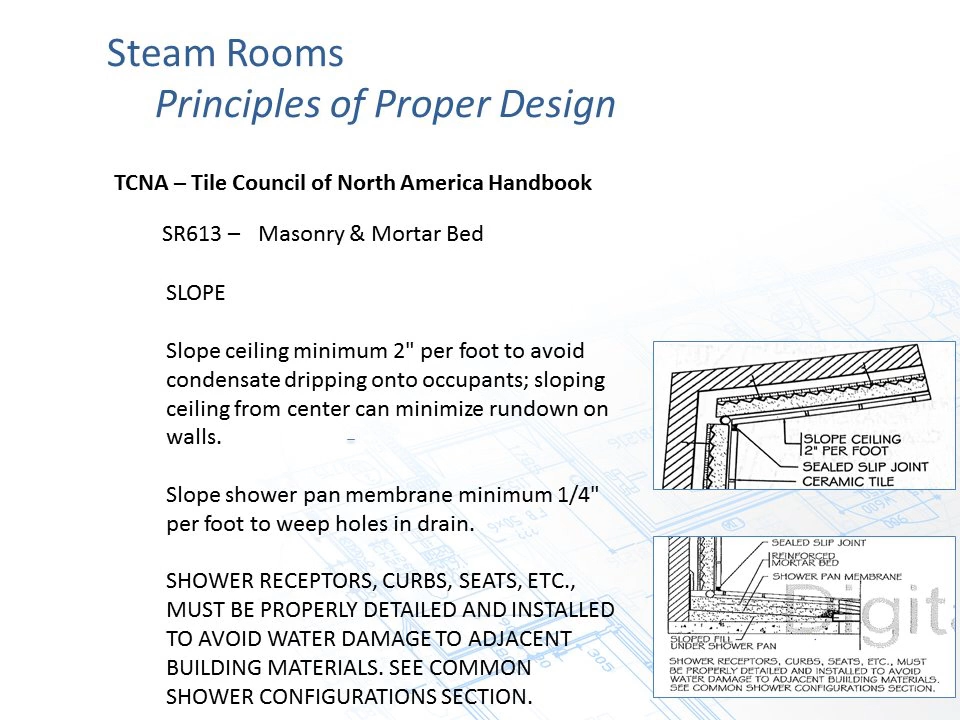 Steam Rooms
Principles of Proper Design
TCNA – Tile Council of North America Handbook
SR613 – Masonry & Mortar Bed
SLOPE
Slope ceiling minimum 2" per foot to avoid
condensate dripping onto occupants; sloping
ceiling from center can minimize rundown on
walls.
Slope shower pan membrane minimum 1/4"
per foot to weep holes in drain.
SHOWER RECEPTORS, CURBS, SEATS, ETC.,
MUST BE PROPERLY DETAILED AND INSTALLED
TO AVOID WATER DAMAGE TO ADJACENT
BUILDING MATERIALS. SEE COMMON
SHOWER CONFIGURATIONS SECTION.
SLOPE CEILING
2" PER FOOT
SEALED SLIP JOINT
CERAMIC TILE
SEALED SLIP JOINT
REINFORCED
MORTAR BED
SHOWER PAN MEMBRANE
Digit
SLOPED FILL
UNDER SHOWER PAN
SHOWER RECEPTORS, CURBS, SEATS, ETC., MUST
BE PROPERLY DETAILED AND INSTALLED TO AVOID
WATER DAMAGE TO ADJACENT BUILDING MATERIALS.
SEE COMMON SHOWER CONFIGURATIONS SECTION.